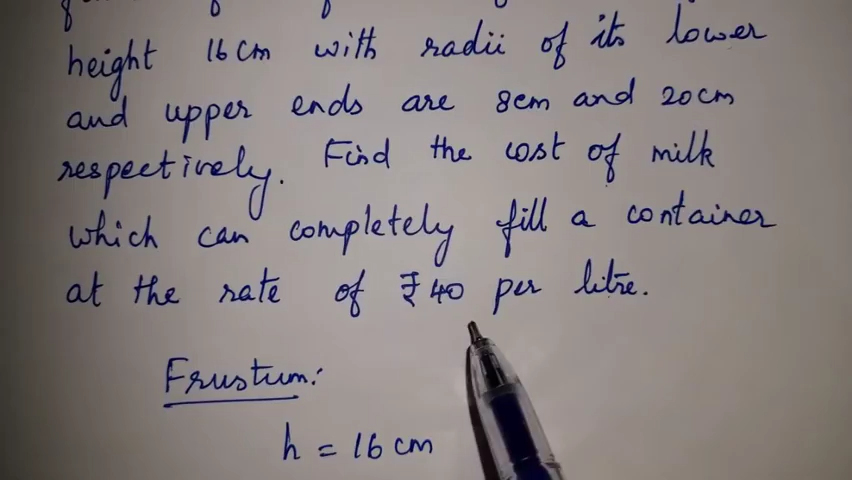 height 16 cm with radii of its lower
and upper ends are 8cm and 20cm
respectively. Find the cost of milk
which can completely fill a container
at the rate of ₹40 per litre.
Frustum:
h = 16 cm